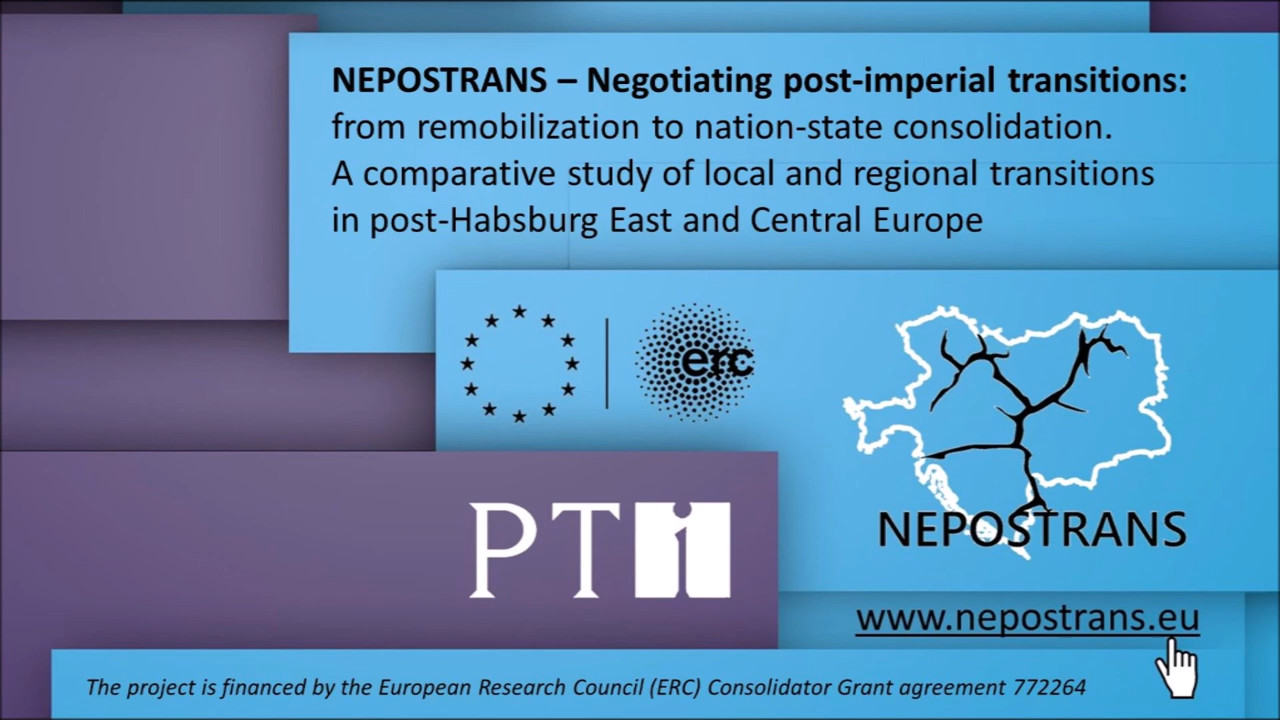 NEPOSTRANS – Negotiating post-imperial transitions:
from remobilization to nation-state consolidation.
A comparative study of local and regional transitions
in post-Habsburg East and Central Europe
erc
PTi
NEPOSTRANS
www.nepostrans.eu
The project is financed by the European Research Council (ERC) Consolidator Grant agreement 772264